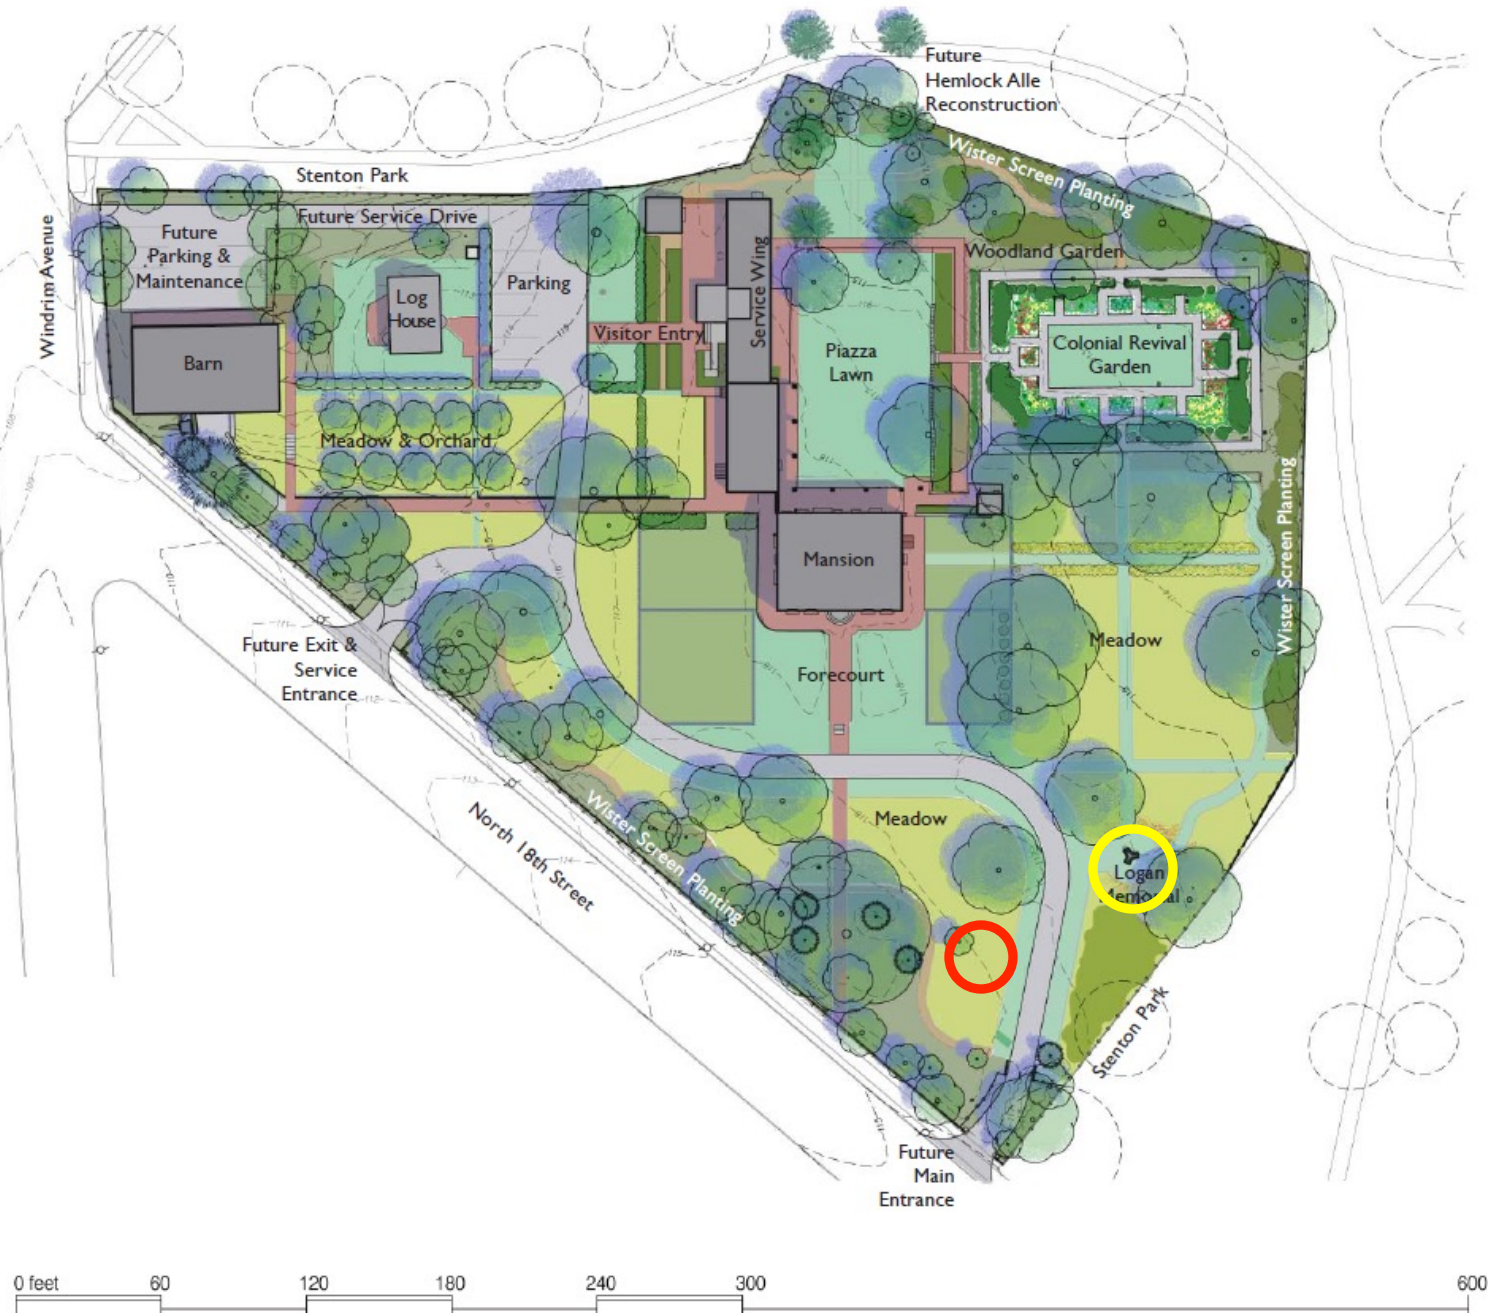 Future
Hemlock Alle
Reconstruction
Wister Screen Planting
Stenton Park
Future Service Drive
Future
Parking &
Maintenance
Windrim Avenue
Woodland Garden
Log
House
Parking
Visitor Entry
Service Wing
Piazza
Lawn
Colonial Revival
Garden
Barn
Meadow & Orchard
Wister Screen Planting
Mansion
Meadow
Future Exit &
Service
Entrance
Forecourt
North 18th Street
Wister Screen Planting
Meadow
Logan
Memorial
Stenton Park
Future
Main
Entrance
0 feet 60 120 180 240 300 600